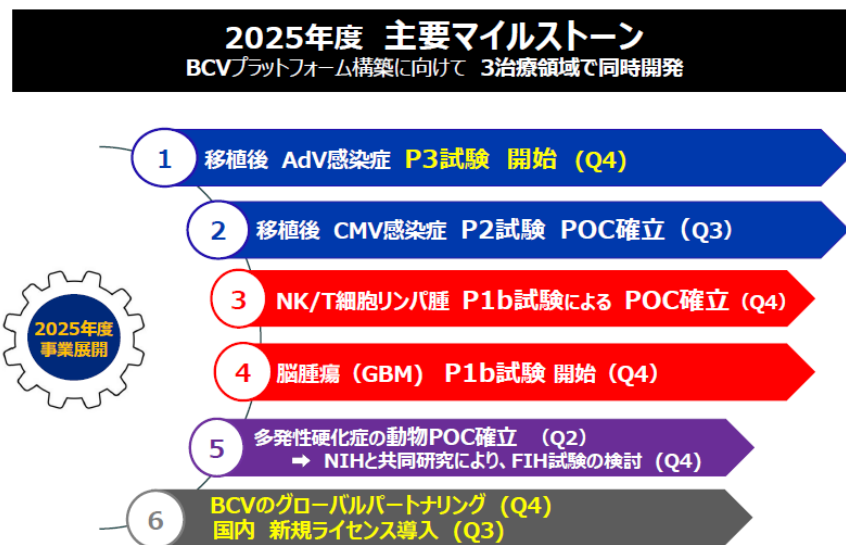 2025年度 主要マイルストーン
BCVプラットフォーム構築に向けて 3治療領域で同時開発
1 移植後 AdV感染症 P3試験 開始 (Q4)
2 移植後 CMV感染症 P2試験 POC確立（Q3）
3 NK/T細胞リンパ腫 P1b試験による POC確立（Q4）
2025年度
事業展開
4 脳腫瘍（GBM） P1b試験 開始（Q4）
5 多発性硬化症の動物POC確立 （Q2）
➡ NIHと共同研究により、FIH試験の検討（Q4）
6 BCVのグローバルパートナリング (Q4)
国内 新規ライセンス導入（Q3）